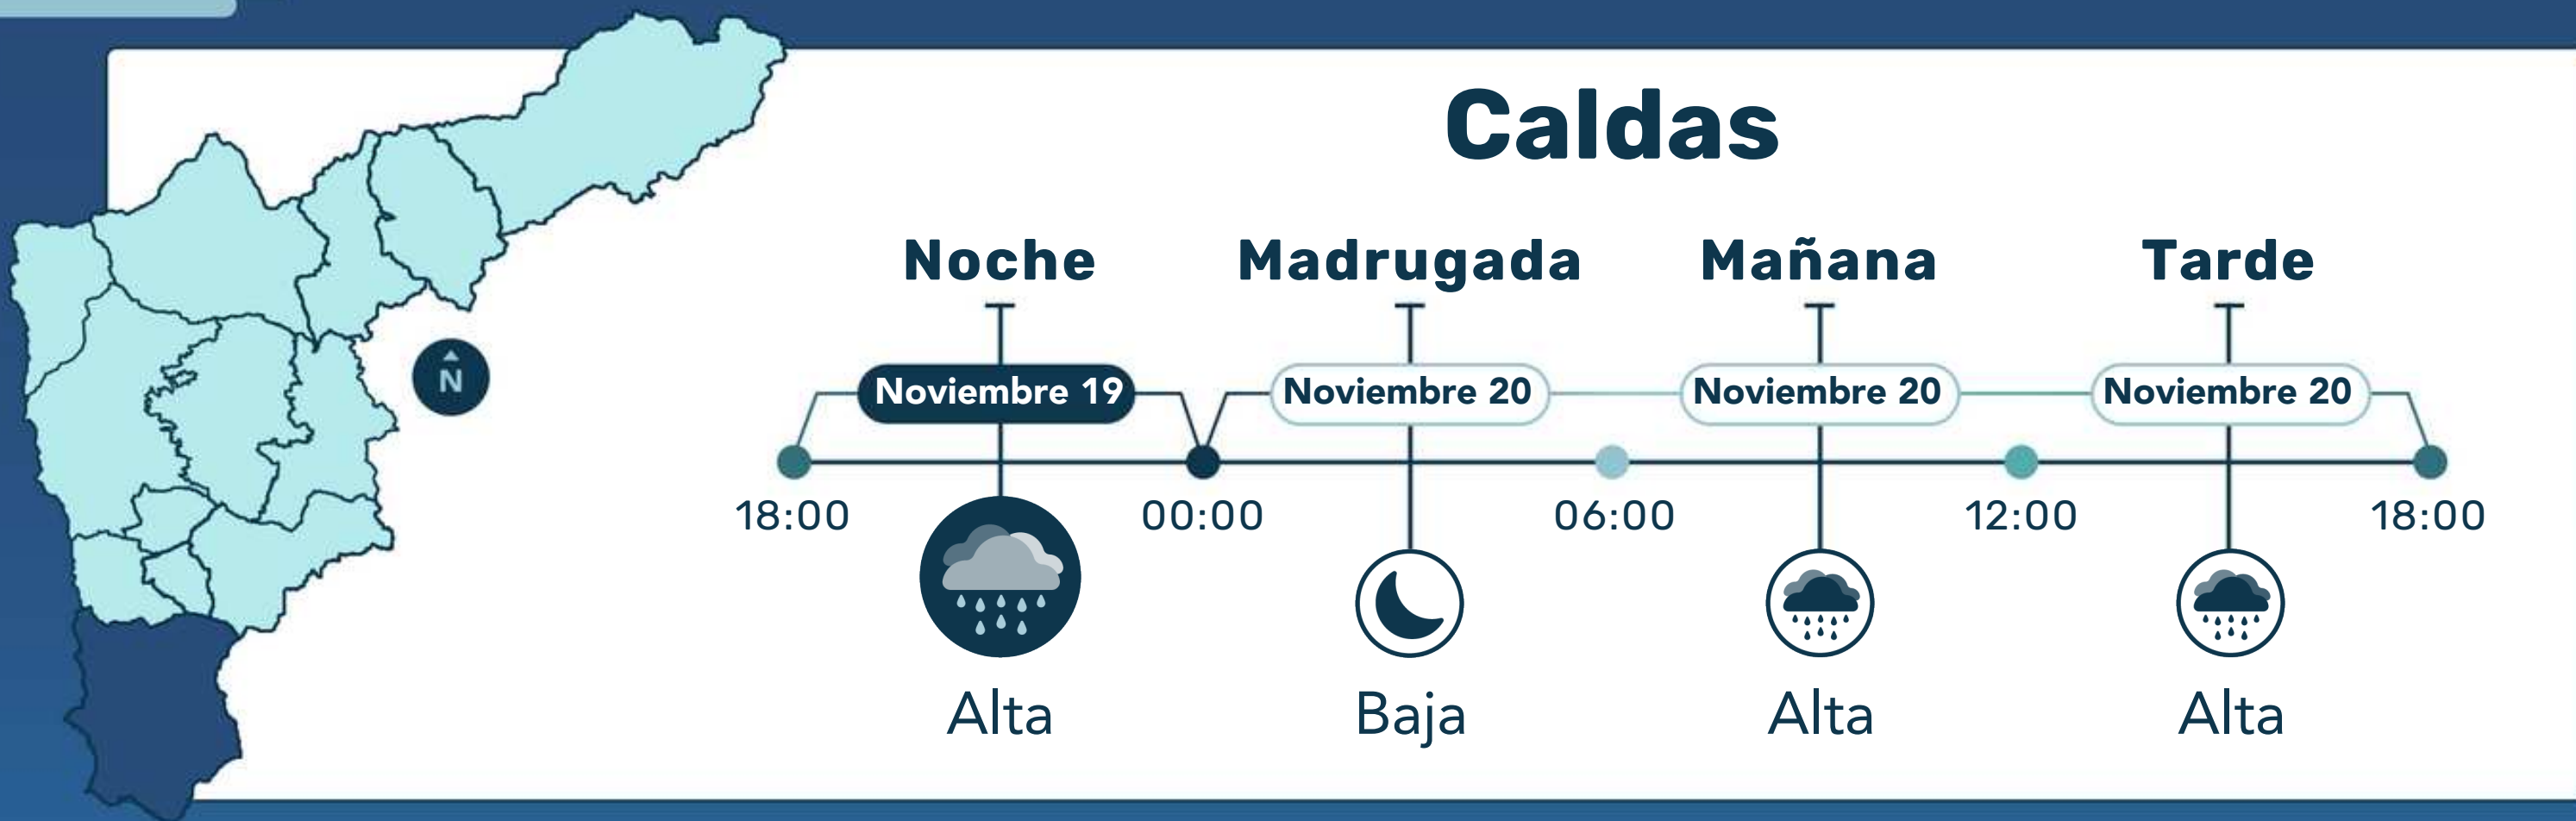 Caldas
Noche Madrugada Mañana Tarde
Noviembre 19 Noviembre 20 Noviembre 20 Noviembre 20
N
18:00 00:00 06:00 12:00 18:00
Alta Baja Alta Alta